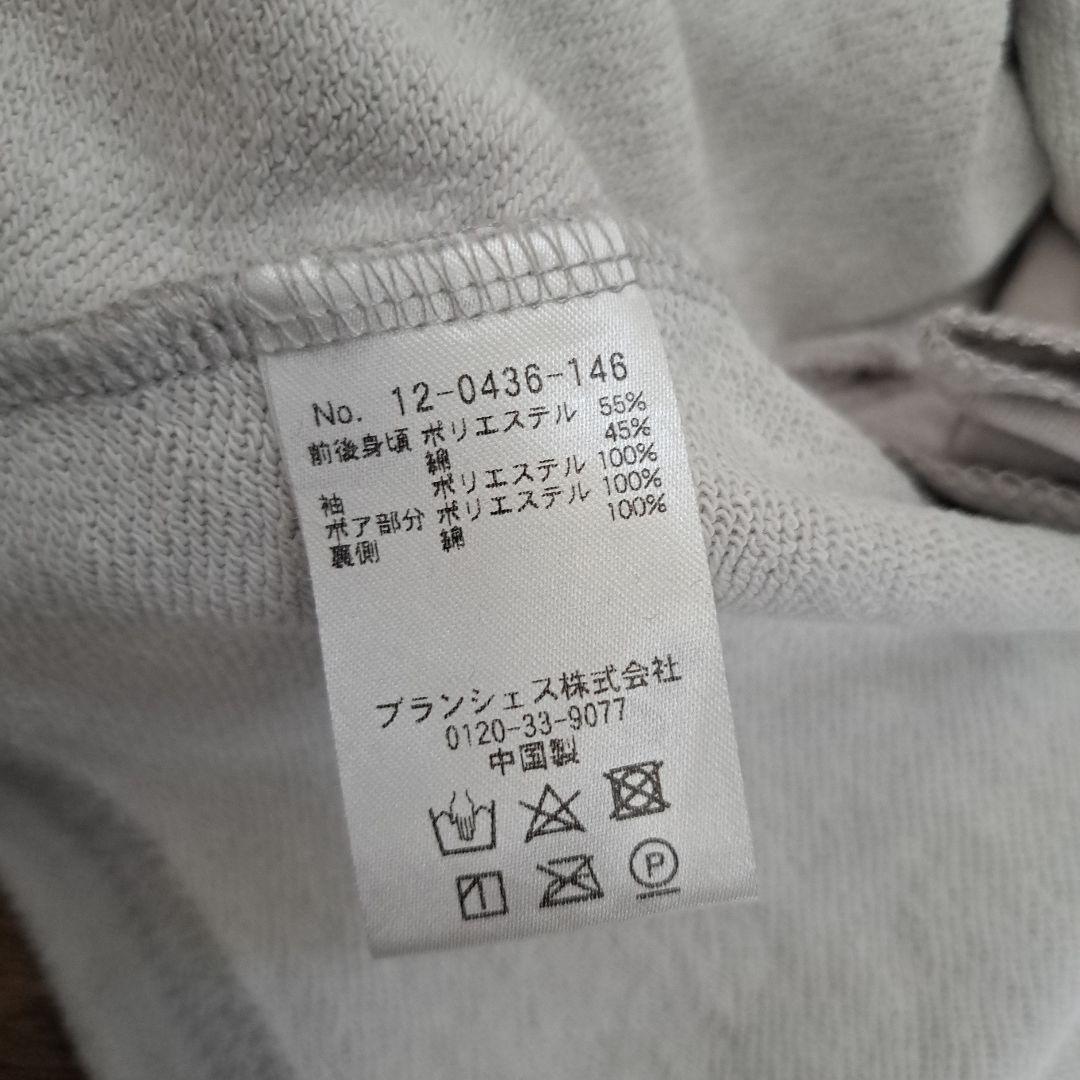 No. 12-0436-146
前後身頃 ポリエステル 55%
綿 45%
袖 ポリエステル 100%
ボア部分 ポリエステル 100%
裏側 綿 100%
ブランシェス株式会社
0120-33-9077
中国製
P